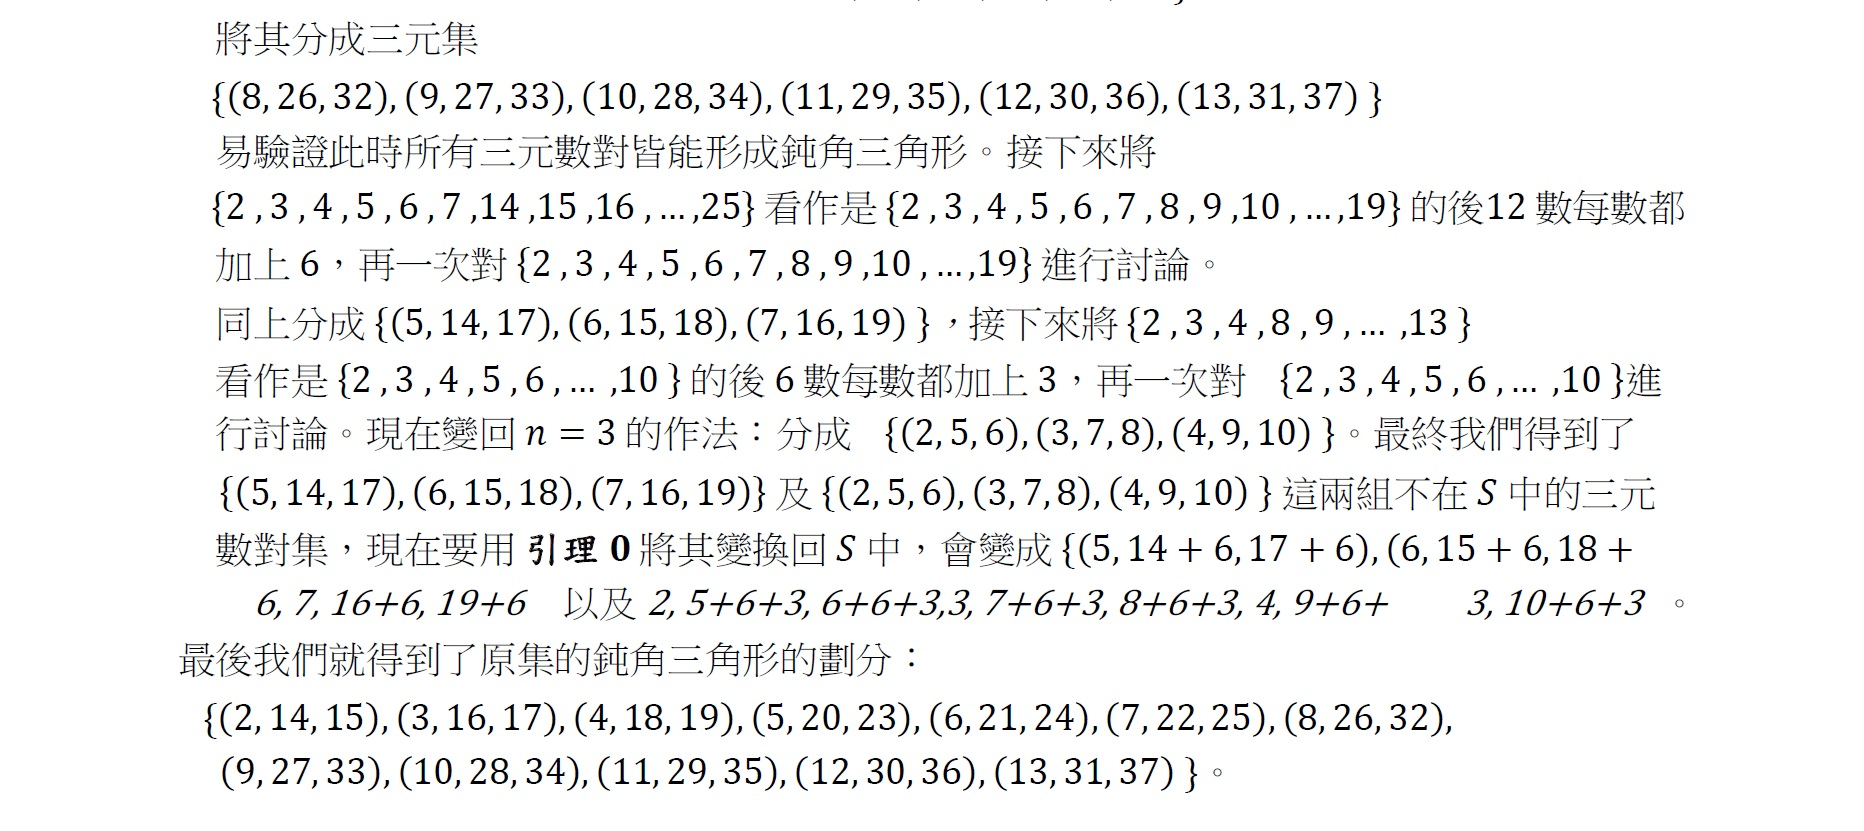 將其分成三元集
{(8, 26, 32), (9, 27, 33), (10, 28, 34), (11, 29, 35), (12, 30, 36), (13, 31, 37) }
易驗證此時所有三元數對皆能形成鈍角三角形。接下來將
{2 , 3 , 4 , 5 , 6 , 7 ,14 ,15 ,16 , … ,25} 看作是 {2 , 3 , 4 , 5 , 6 , 7 , 8 , 9 ,10 , … ,19} 的後12 數每數都
加上 6，再一次對 {2 , 3 , 4 , 5 , 6 , 7 , 8 , 9 ,10 , … ,19} 進行討論。
同上分成 {(5, 14, 17), (6, 15, 18), (7, 16, 19) }，接下來將 {2 , 3 , 4 , 8 , 9 , … ,13 }
看作是 {2 , 3 , 4 , 5 , 6 , … ,10 } 的後 6 數每數都加上 3，再一次對 {2 , 3 , 4 , 5 , 6 , … ,10 }進
行討論。現在變回 n = 3 的作法：分成 {(2, 5, 6), (3, 7, 8), (4, 9, 10) }。最終我們得到了
{(5, 14, 17), (6, 15, 18), (7, 16, 19)} 及 {(2, 5, 6), (3, 7, 8), (4, 9, 10) } 這兩組不在 S 中的三元
數對集，現在要用 引理 0 將其變換回 S 中，會變成 {(5, 14 + 6, 17 + 6), (6, 15 + 6, 18 +
6, 7, 16+6, 19+6 以及 2, 5+6+3, 6+6+3,3, 7+6+3, 8+6+3, 4, 9+6+ 3, 10+6+3 。
最後我們就得到了原集的鈍角三角形的劃分：
{(2, 14, 15), (3, 16, 17), (4, 18, 19), (5, 20, 23), (6, 21, 24), (7, 22, 25), (8, 26, 32),
(9, 27, 33), (10, 28, 34), (11, 29, 35), (12, 30, 36), (13, 31, 37) }。